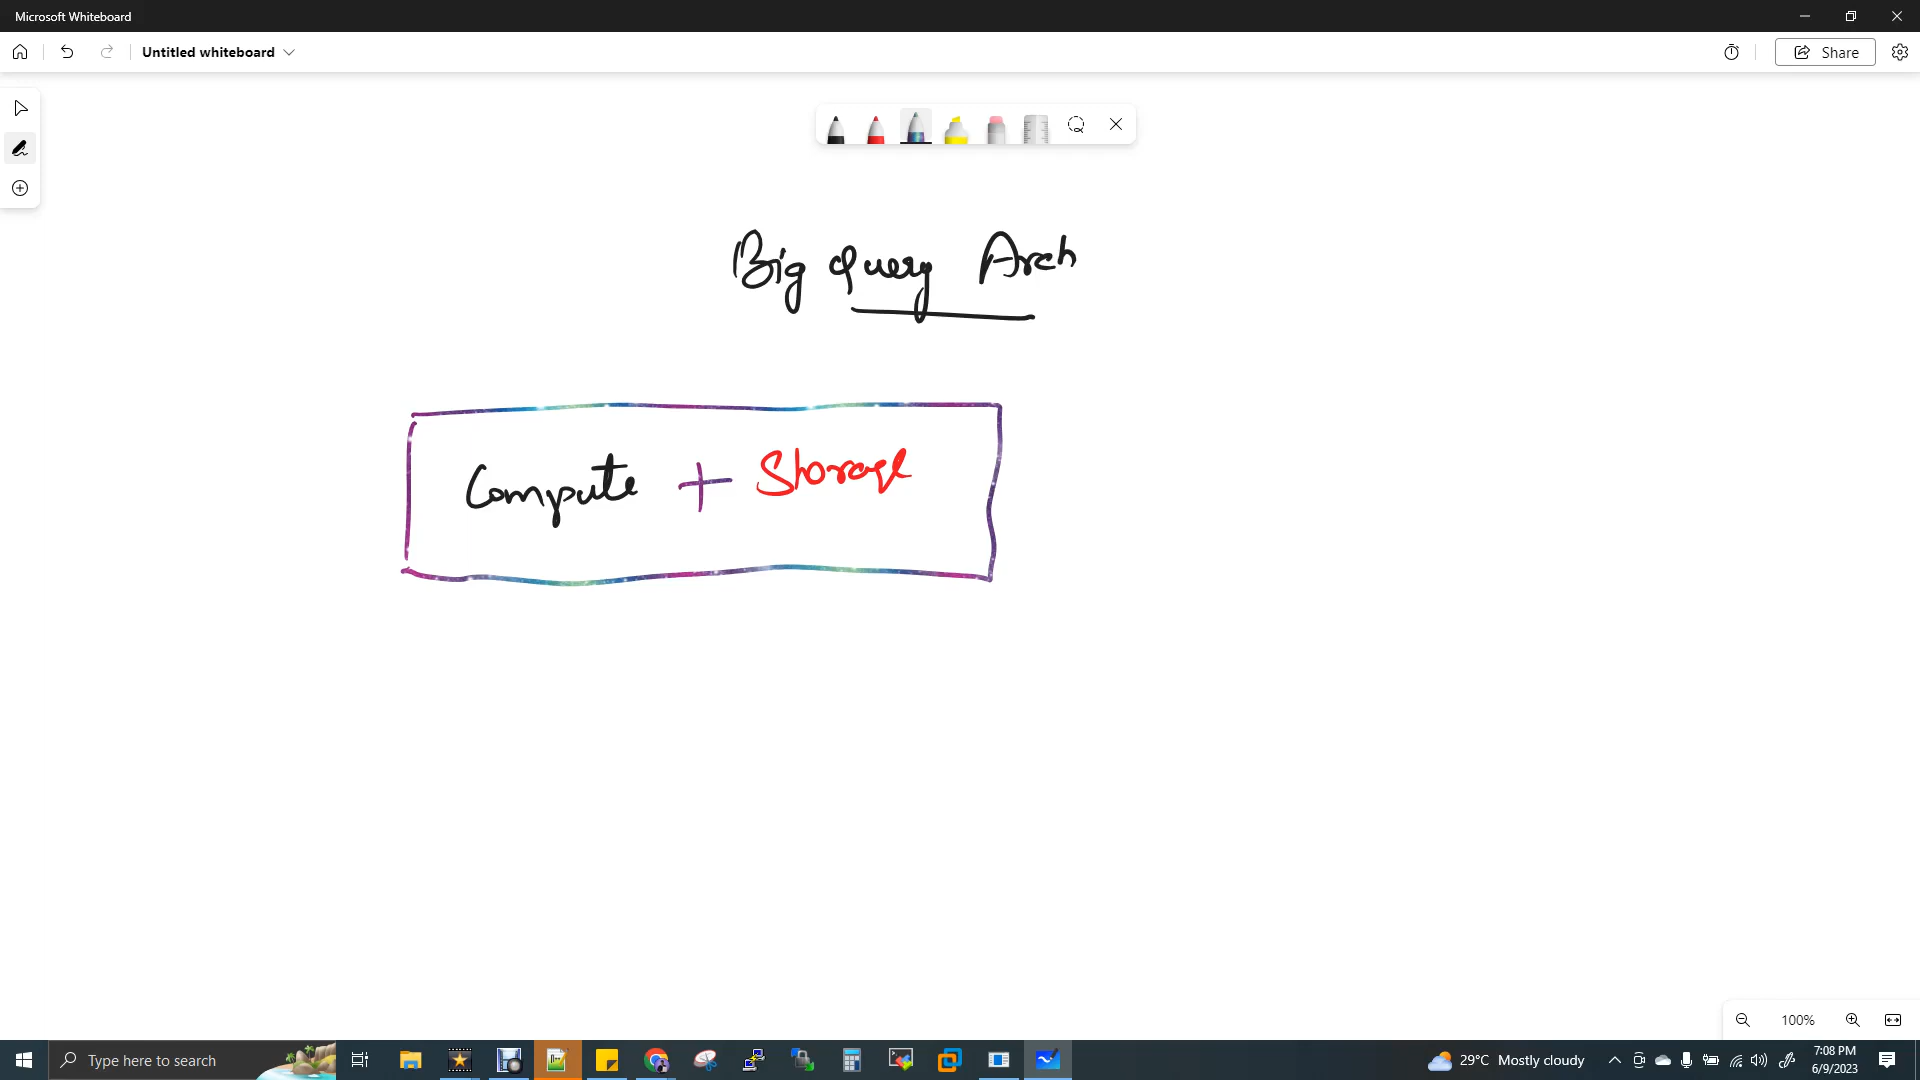 Microsoft Whiteboard
Untitled whiteboard
Share
Big Query Arch
Compute + Storage
100%
Type here to search
29°C Mostly cloudy
7:08 PM
6/9/2023